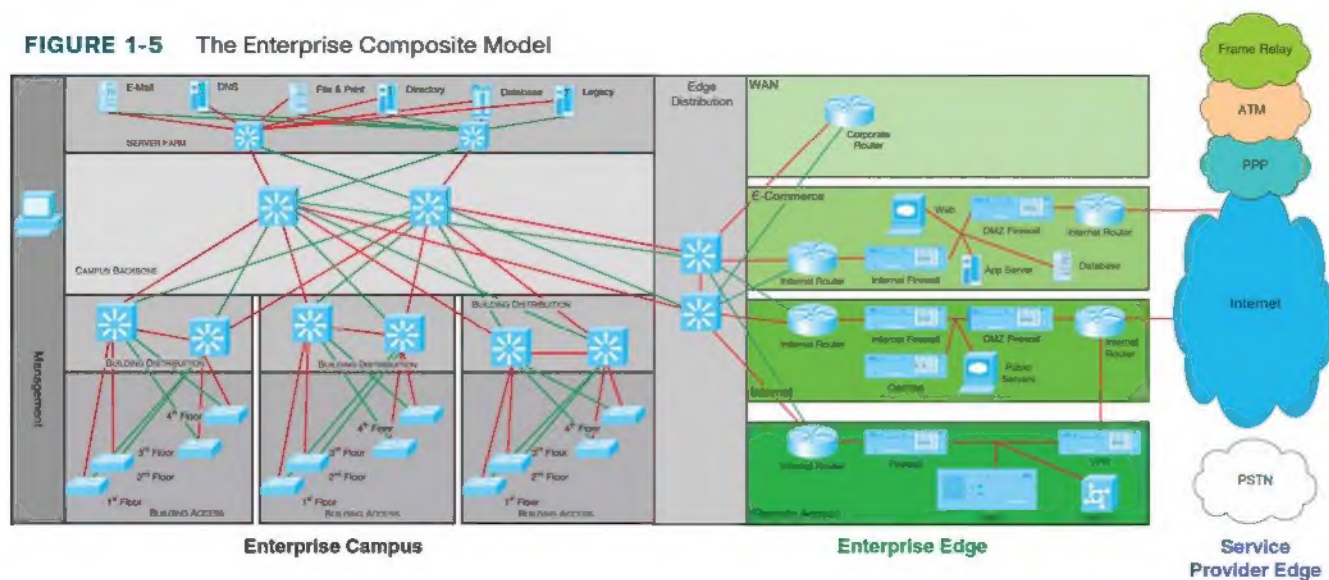 FIGURE 1-5 The Enterprise Composite Model
E-Mail
DNS
File & Print
Directory
Database
Legacy
SERVER FARM
Edge
Distribution
WAN
Corporate
Router
Frame Relay
ATM
PPP
Internet
PSTN
Management
CAMPUS BACKBONE
E-Commerce
Web
DMZ Firewall
Internet Router
Internal Router
Internal Firewall
App Server
Database
BUILDING DISTRIBUTION
BUILDING DISTRIBUTION
BUILDING DISTRIBUTION
Internal Router
Internal Firewall
DMZ Firewall
Internet
Router
Caching
Public
Servers
Internet
4th Floor
3rd Floor
2nd Floor
1st Floor
BUILDING ACCESS
4th Floor
3rd Floor
2nd Floor
1st Floor
BUILDING ACCESS
4th Floor
3rd Floor
2nd Floor
1st Floor
BUILDING ACCESS
Internal Router
Firewall
VPN
Remote Access
Enterprise Campus
Enterprise Edge
Service
Provider Edge